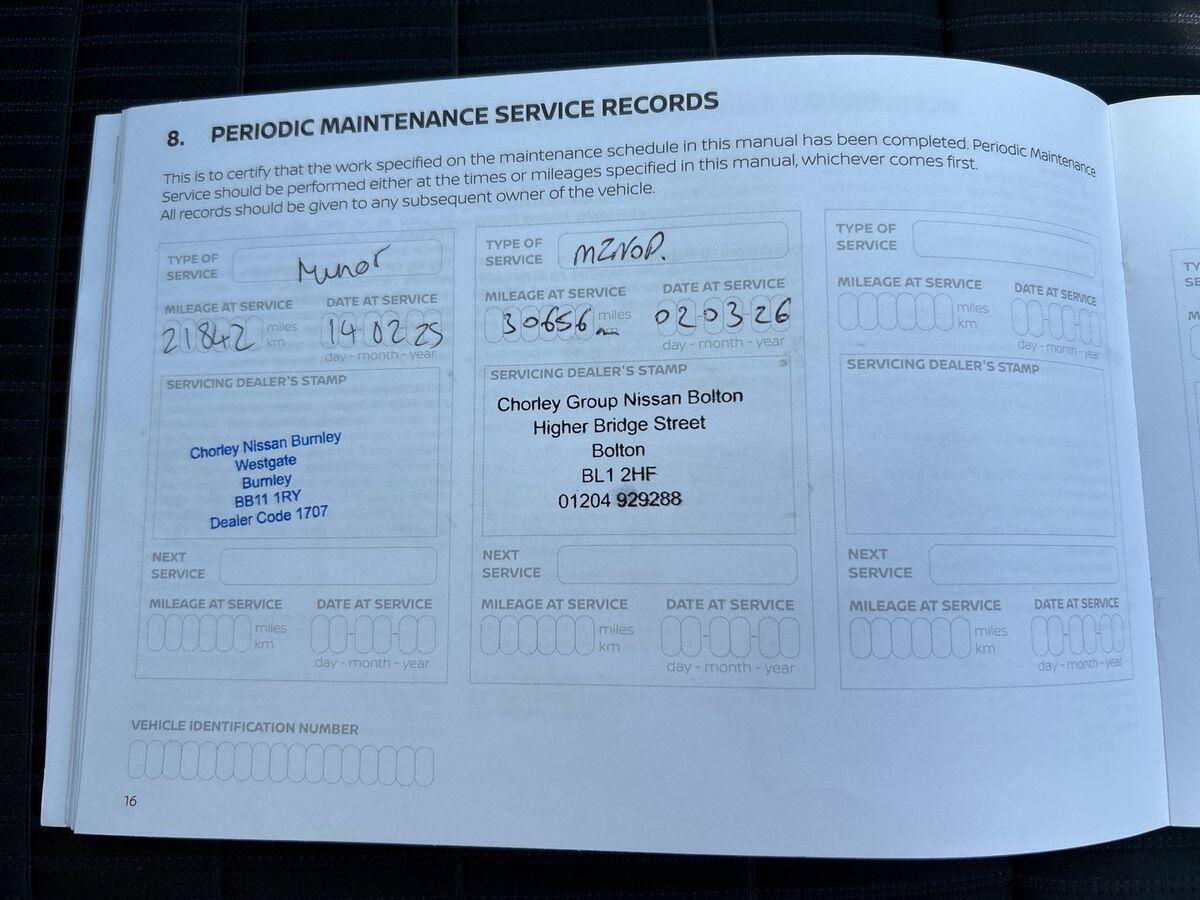 8. PERIODIC MAINTENANCE SERVICE RECORDS
This is to certify that the work specified on the maintenance schedule in this manual has been completed. Periodic Maintenance
Service should be performed either at the times or mileages specified in this manual, whichever comes first.
All records should be given to any subsequent owner of the vehicle.
TYPE OF
SERVICE
Minor
MILEAGE AT SERVICE
DATE AT SERVICE
21842
miles
km
14-02-25
day - month - year
SERVICING DEALER'S STAMP
Chorley Nissan Burnley
Westgate
Burnley
BB11 1RY
Dealer Code 1707
NEXT
SERVICE
MILEAGE AT SERVICE
DATE AT SERVICE
miles
km
day - month - year
TYPE OF
SERVICE
MINOR.
MILEAGE AT SERVICE
DATE AT SERVICE
30656
miles
km
02-03-26
day - month - year
SERVICING DEALER'S STAMP
Chorley Group Nissan Bolton
Higher Bridge Street
Bolton
BL1 2HF
01204 929288
NEXT
SERVICE
MILEAGE AT SERVICE
DATE AT SERVICE
miles
km
day - month - year
TYPE OF
SERVICE
MILEAGE AT SERVICE
DATE AT SERVICE
miles
km
day - month - year
SERVICING DEALER'S STAMP
NEXT
SERVICE
MILEAGE AT SERVICE
DATE AT SERVICE
miles
km
day - month - year
VEHICLE IDENTIFICATION NUMBER
16